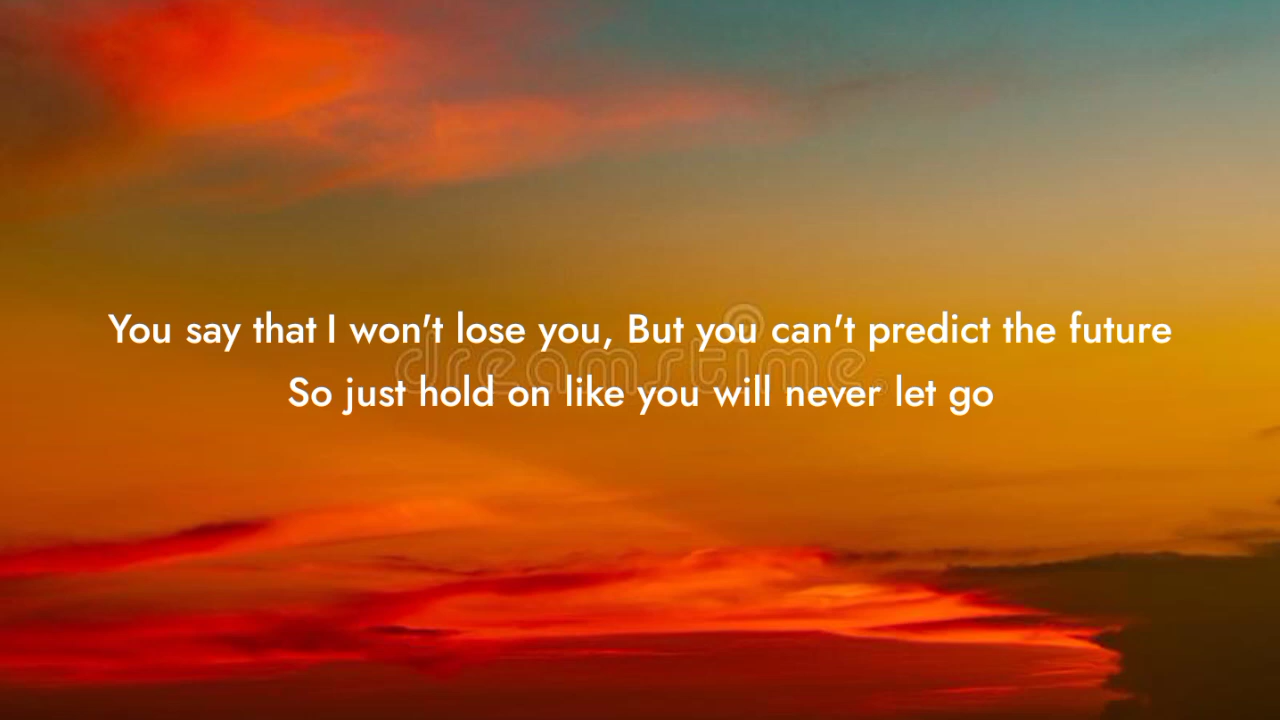 You say that I won't lose you, But you can't predict the future
dreamstime
So just hold on like you will never let go